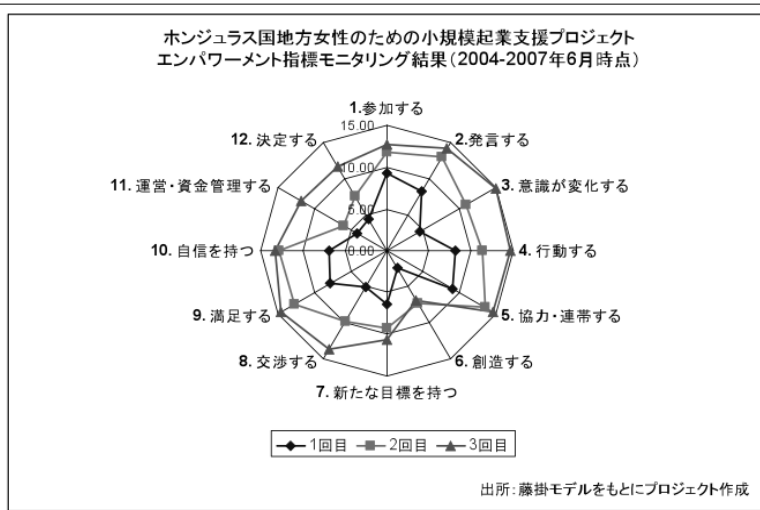 ホンジュラス国地方女性のための小規模起業支援プロジェクト
エンパワーメント指標モニタリング結果(2004-2007年6月時点)
1.参加する
15.00
12.決定する
2.発言する
10.00
11.運営・資金管理する
3.意識が変化する
5.00
10.自信を持つ
0.00
4.行動する
9.満足する
5.協力・連帯する
8.交渉する
6.創造する
7.新たな目標を持つ
1回目 2回目 3回目
出所:藤掛モデルをもとにプロジェクト作成